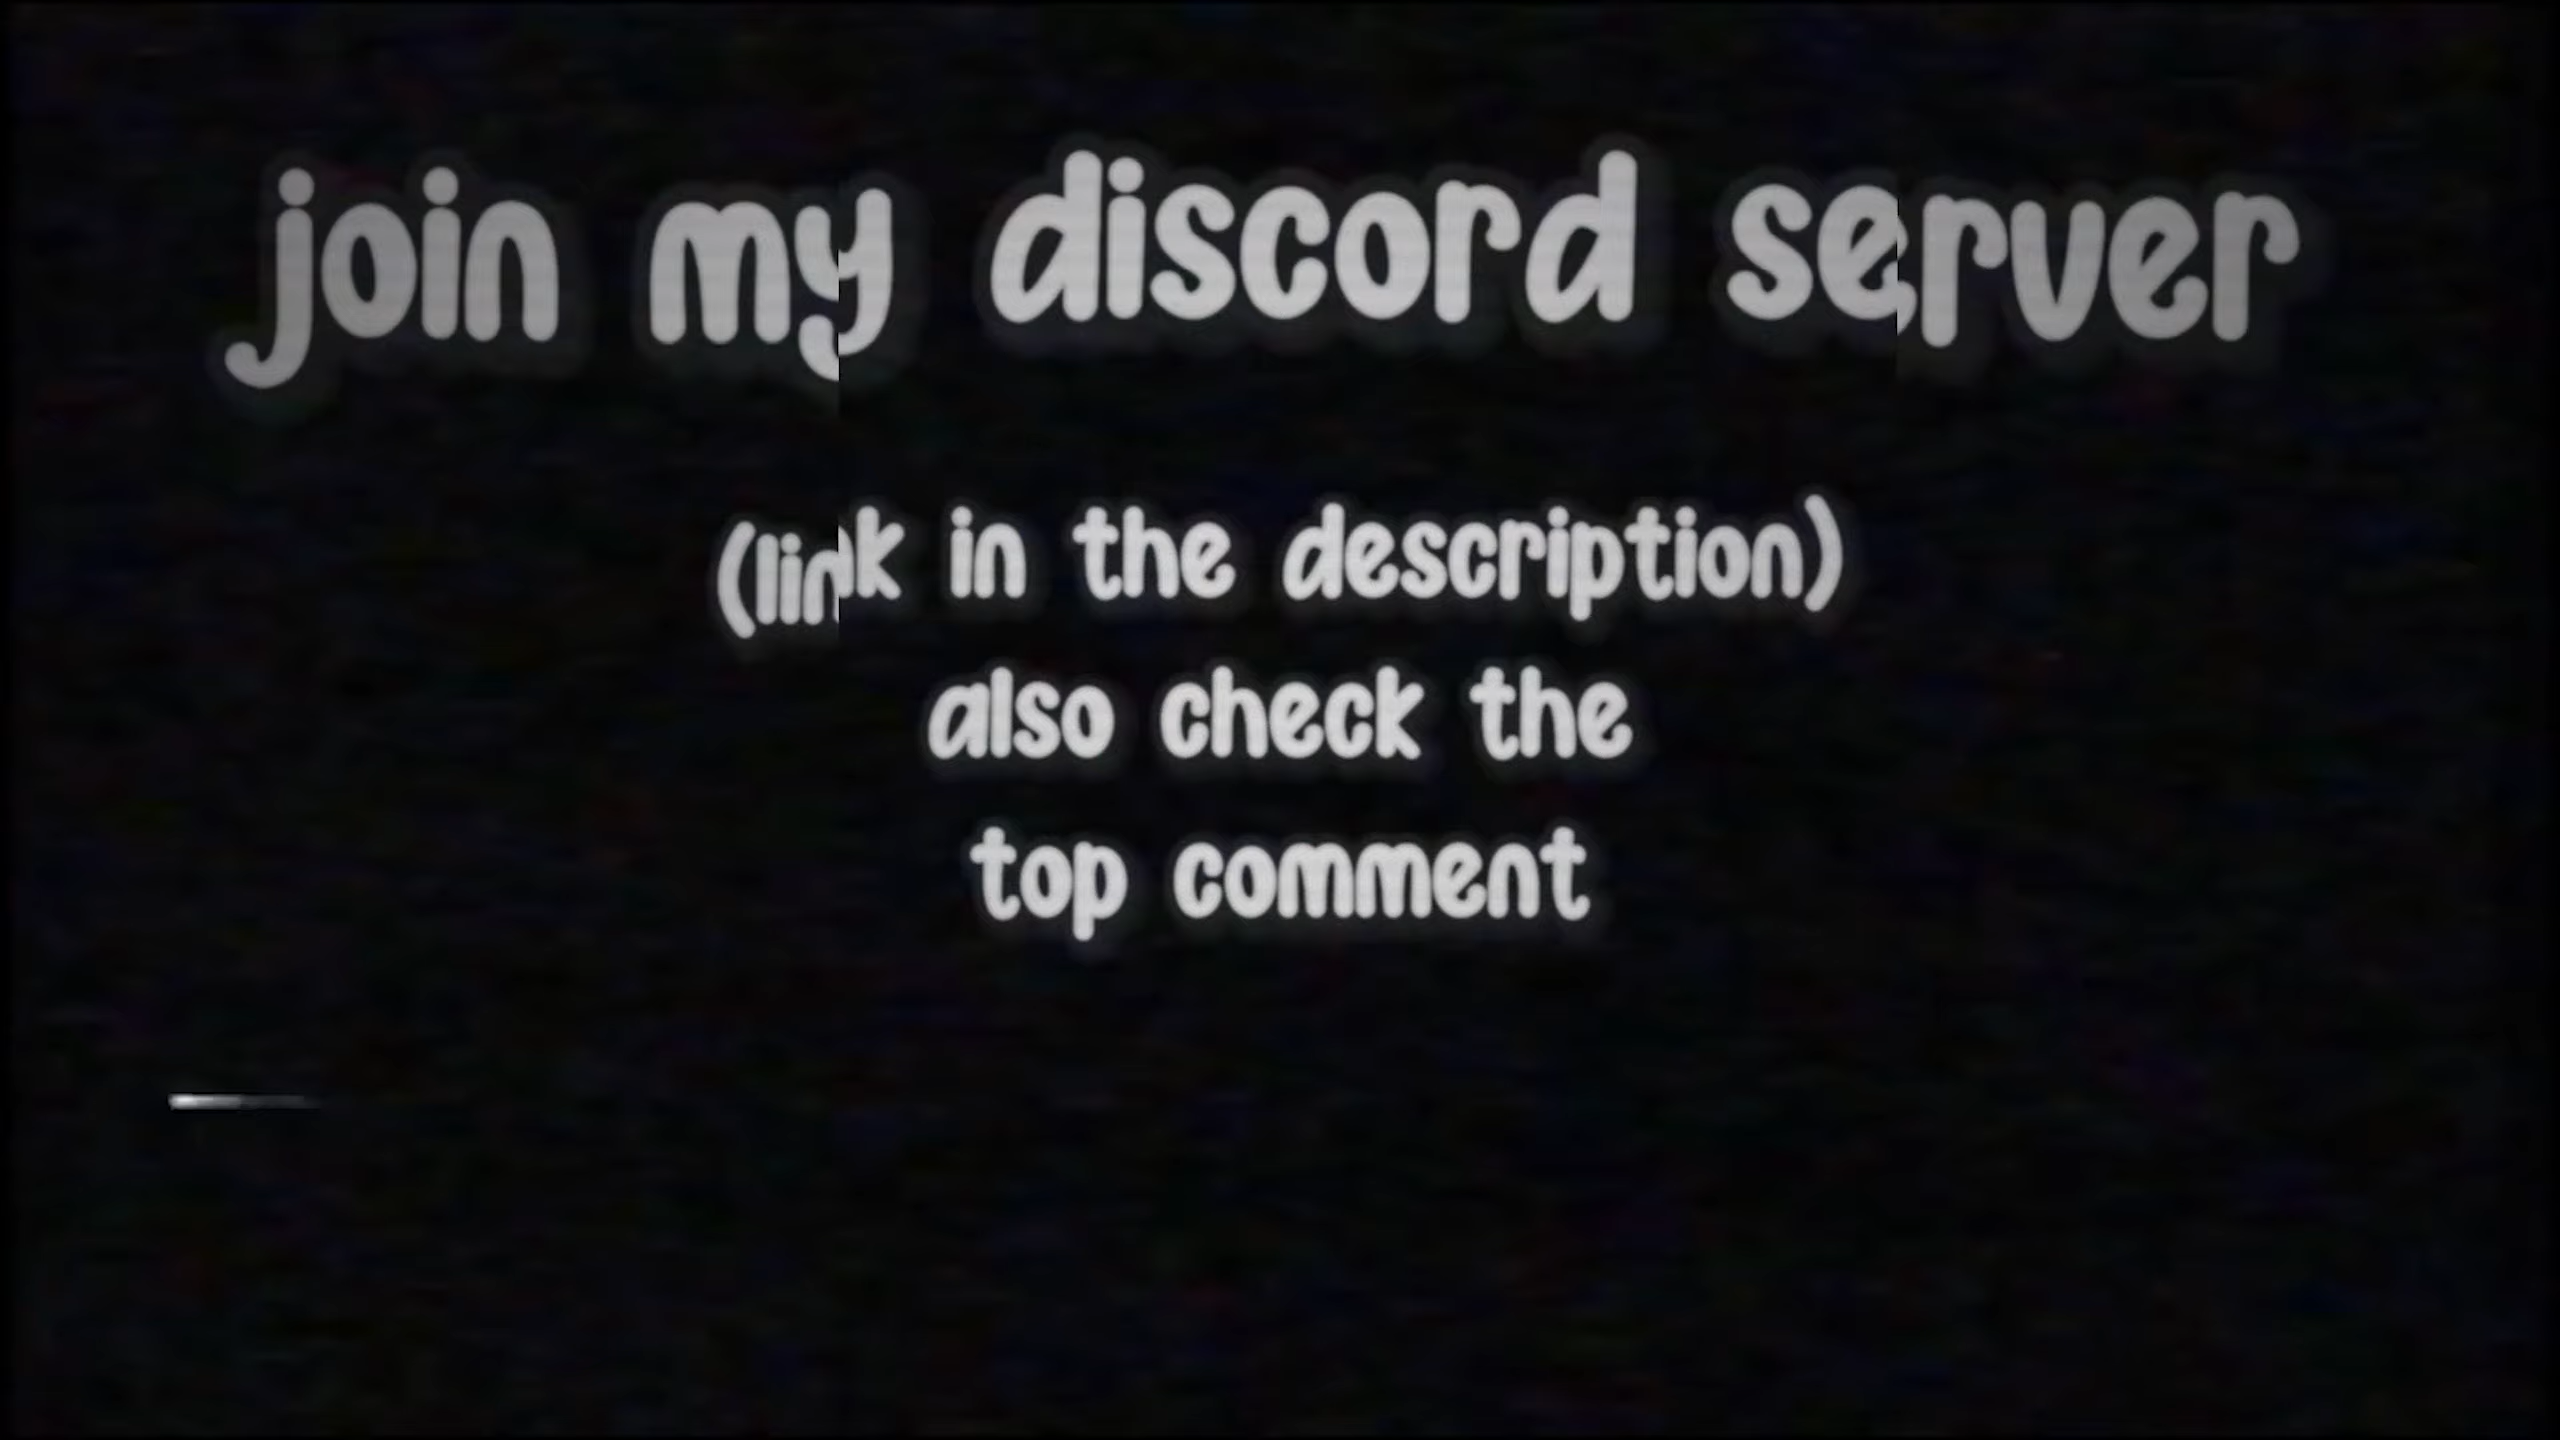 join my discord server
(link in the description)
also check the
top comment